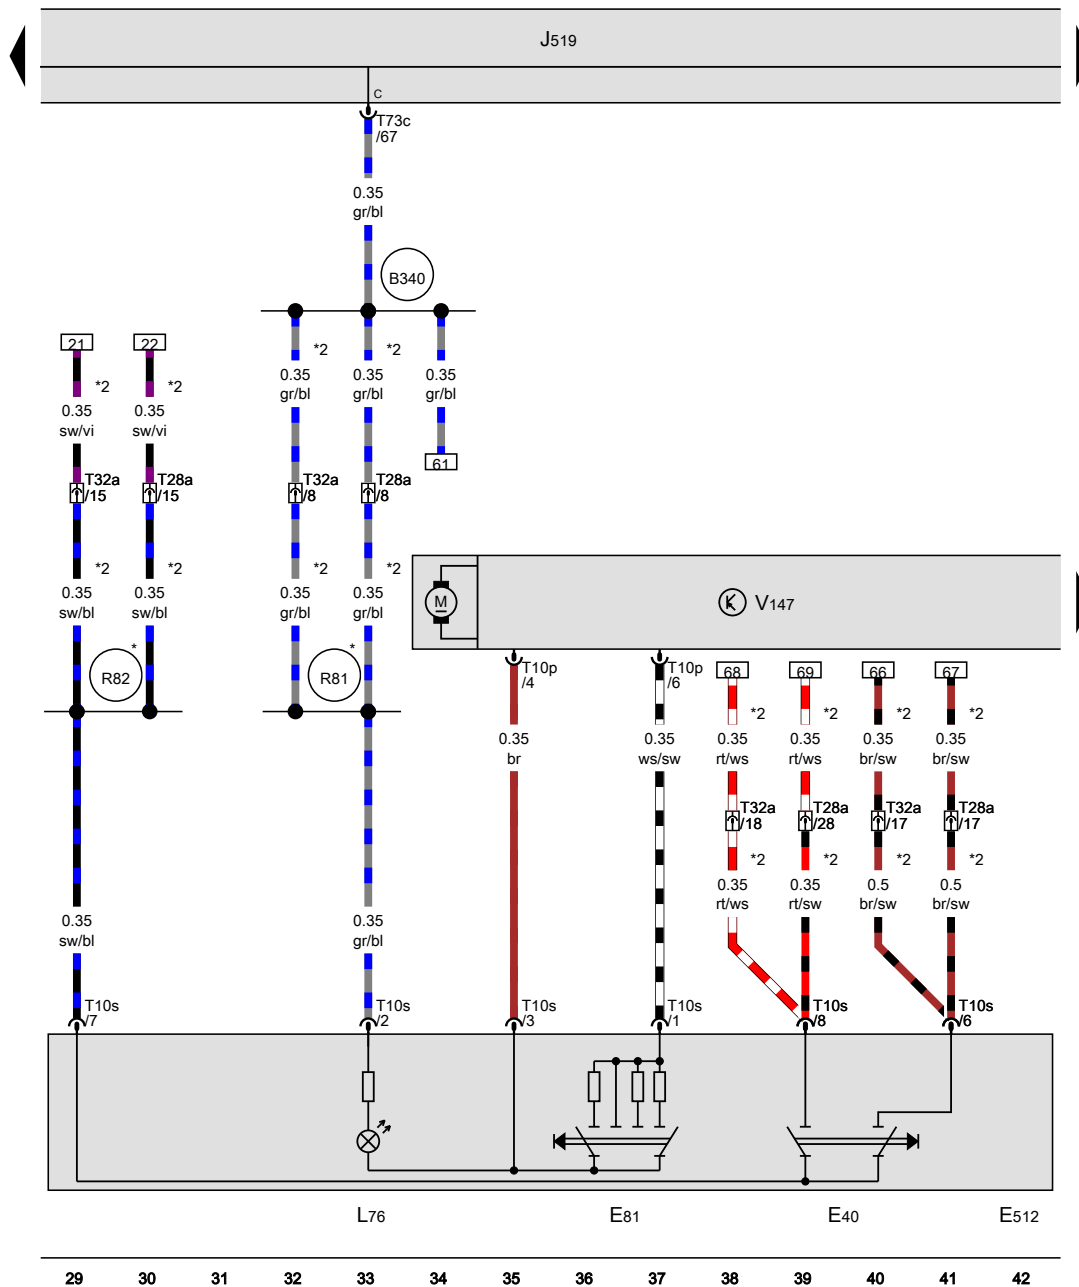 J519
c
T73c
/67
0.35
gr/bl
B340
21 22
*2 *2
*2 *2
0.35 0.35 0.35
gr/bl gr/bl gr/bl
0.35 0.35
sw/vi sw/vi
61
T32a T28a T32a T28a
/15 /15 /8 /8
*2 *2 *2 *2
0.35 0.35 0.35 0.35
sw/bl sw/bl gr/bl gr/bl
M
V147
* *
R82 R81
T10p T10p
/4 /6
68 69 66 67
*2 *2 *2 *2
0.35 0.35 0.35 0.35 0.35 0.35
br ws/sw rt/ws rt/ws br/sw br/sw
T32a T28a T32a T28a
/18 /28 /17 /17
*2 *2 *2 *2
0.35 0.35 0.5 0.5
rt/ws rt/sw br/sw br/sw
0.35 0.35
sw/bl gr/bl
T10s T10s T10s T10s T10s T10s
/7 /2 /3 /1 /8 /6
L76 E81 E40 E512
29 30 31 32 33 34 35 36 37 38 39 40 41 42